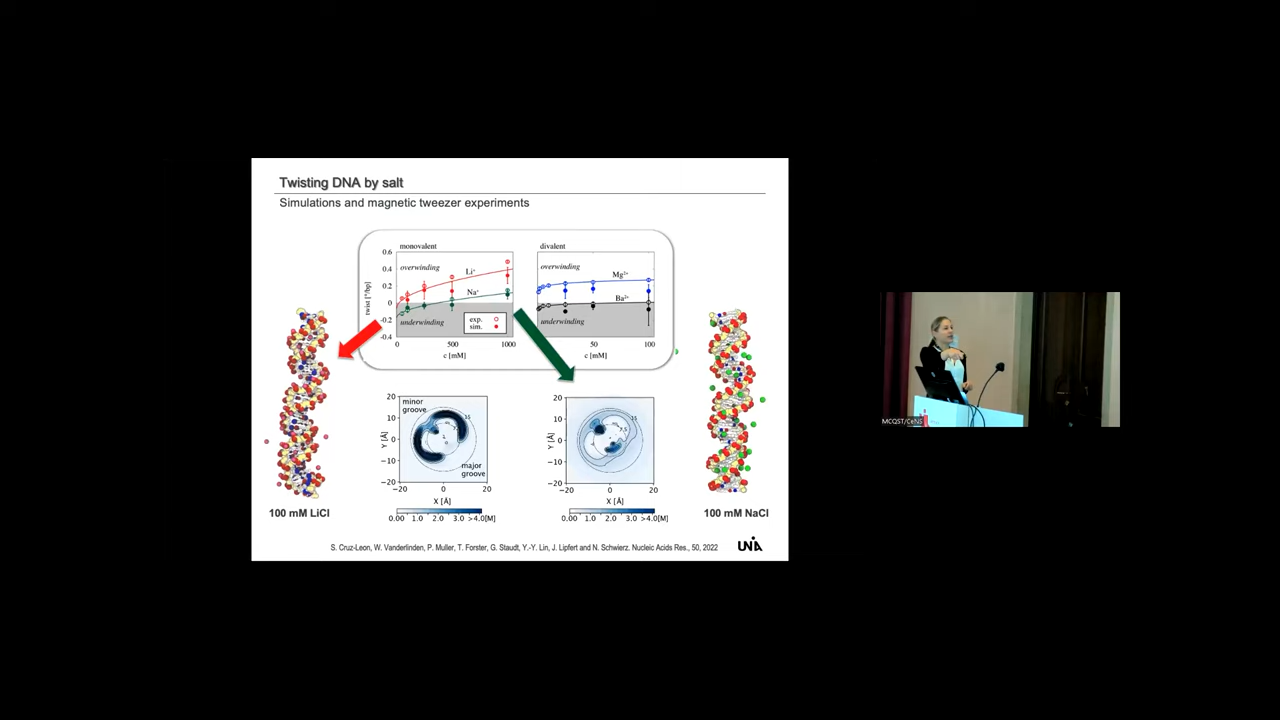 Twisting DNA by salt
Simulations and magnetic tweezer experiments
monovalent
divalent
0.6
0.4
0.2
0
-0.2
-0.4
twist [°/bp]
overwinding
Li⁺
Na⁺
underwinding
exp.
sim.
0
500
1000
c [mM]
overwinding
Mg²⁺
Ba²⁺
underwinding
50
100
c [mM]
20
10
0
−10
−20
Y [Å]
minor
groove
major
groove
15
−20
0
20
X [Å]
0.00 1.0 2.0 3.0 >4.0[M]
20
10
0
−10
−20
Y [Å]
15
−20
0
20
X [Å]
0.00 1.0 2.0 3.0 >4.0[M]
100 mM LiCl
100 mM NaCl
S. Cruz-Leon, W. Vanderlinden, P. Muller, T. Forster, G. Staudt, Y.-Y. Lin, J. Lipfert and N. Schwierz. Nucleic Acids Res., 50, 2022
UNIA
MCQST/CeNS